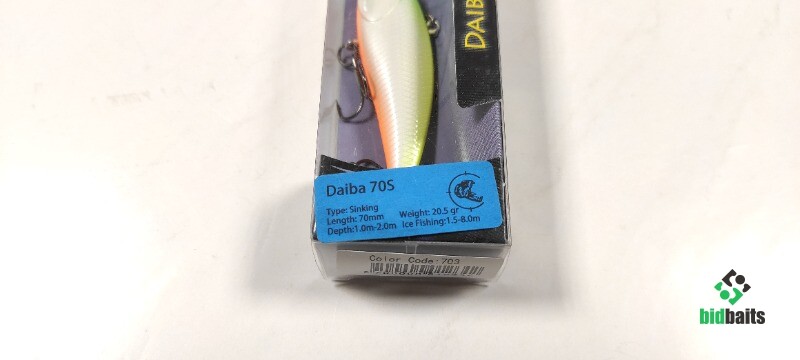 DAIB
Daiba 70S
Type: Sinking
Length: 70mm Weight: 20.5 gr
Depth:1.0m-2.0m Ice Fishing:1.5-8.0m
Color Code:703
bidbaits